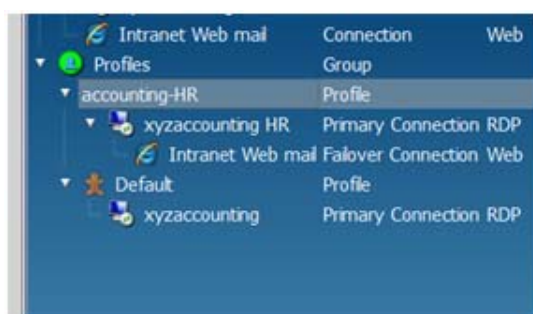 Intranet Web mail Connection Web
Profiles Group
accounting-HR Profile
xyzaccounting HR Primary Connection RDP
Intranet Web mail Failover Connection Web
Default Profile
xyzaccounting Primary Connection RDP